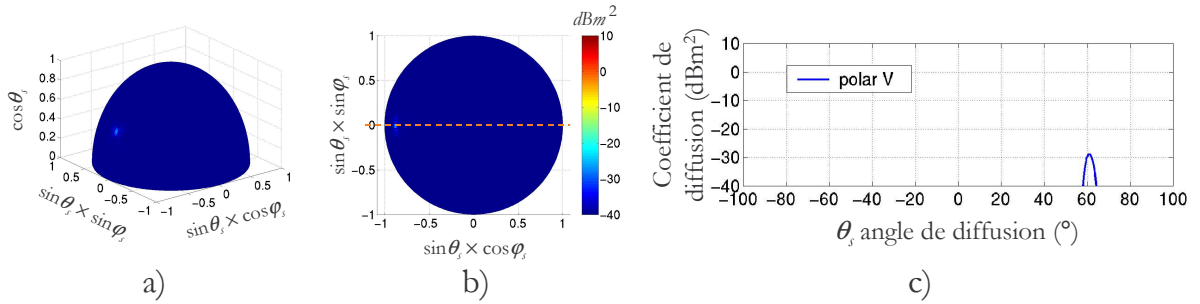 1
0.8
0.6
0.4
0.2
0
cosθₛ
1
0.5
0
-0.5
-1
sinθₛ × sinφₛ
-1
-0.5
0
0.5
1
sinθₛ × cosφₛ
a)
1
0.5
0
-0.5
-1
sinθₛ × sinφₛ
-1
-0.5
0
0.5
1
sinθₛ × cosφₛ
dBm²
10
0
-10
-20
-30
-40
b)
Coefficient de
diffusion (dBm²)
10
0
-10
-20
-30
-40
polar V
-100 -80 -60 -40 -20 0 20 40 60 80 100
θₛ angle de diffusion (°)
c)